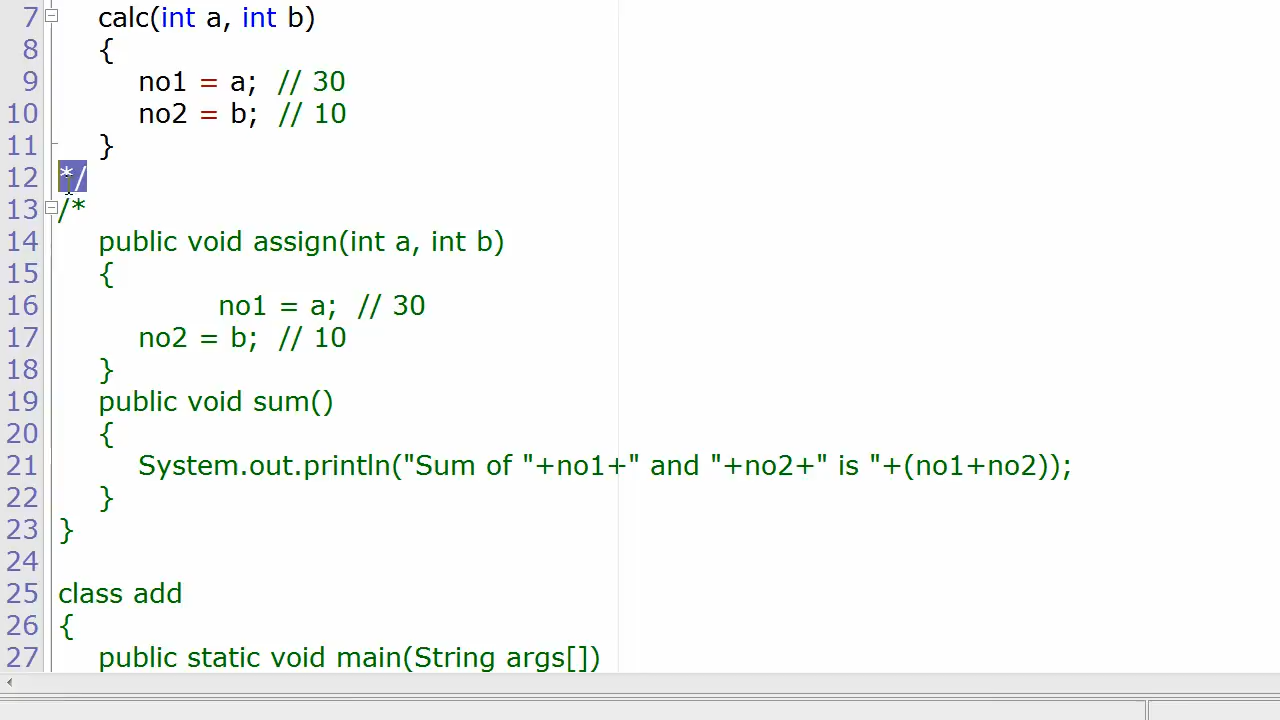 7 calc(int a, int b)
8 {
9 no1 = a; // 30
10 no2 = b; // 10
11 }
12 */
13 /*
14 public void assign(int a, int b)
15 {
16 no1 = a; // 30
17 no2 = b; // 10
18 }
19 public void sum()
20 {
21 System.out.println("Sum of "+no1+" and "+no2+" is "+(no1+no2));
22 }
23 }
24
25 class add
26 {
27 public static void main(String args[])